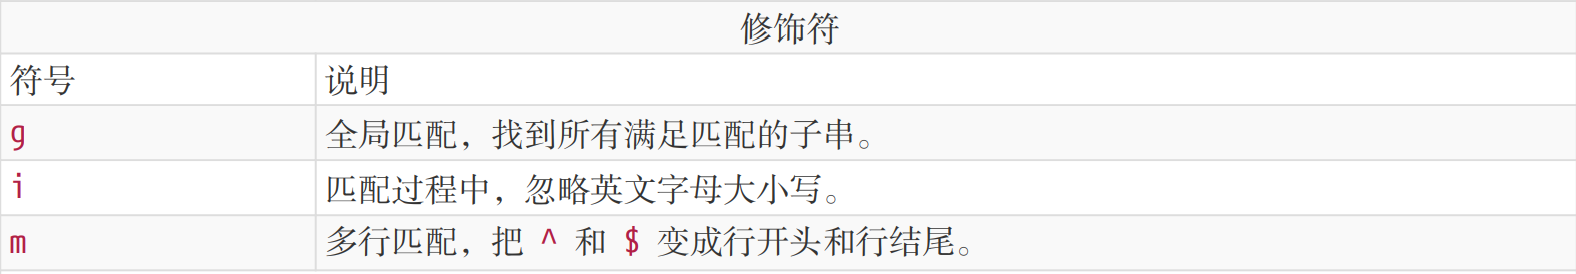 修饰符
符号 说明
g 全局匹配，找到所有满足匹配的子串。
i 匹配过程中，忽略英文字母大小写。
m 多行匹配，把 ^ 和 $ 变成行开头和行结尾。